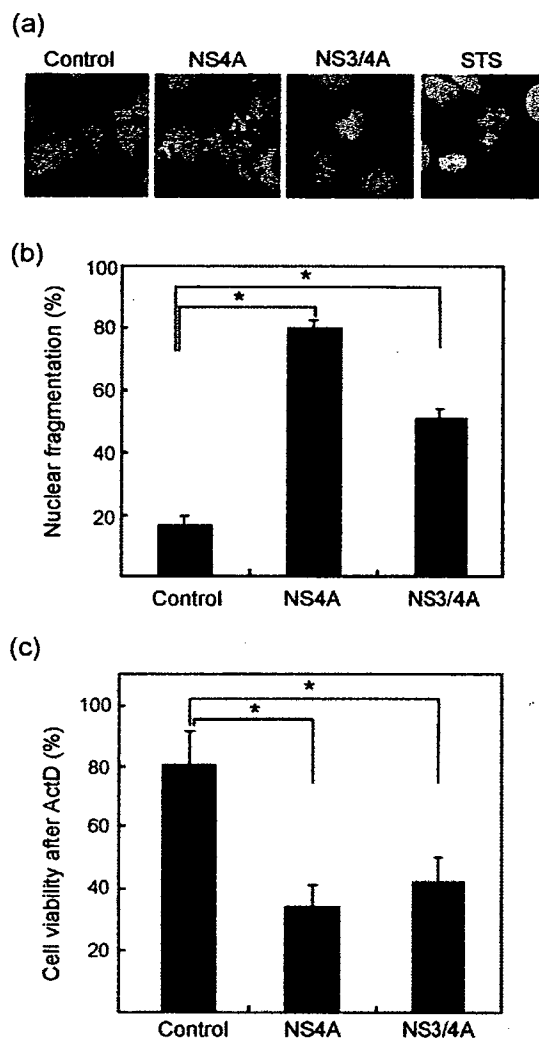 (a)
Control NS4A NS3/4A STS
(b)
Nuclear fragmentation (%)
100
80
60
40
20
*
*
Control NS4A NS3/4A
(c)
Cell viability after ActD (%)
100
80
60
40
20
*
*
Control NS4A NS3/4A